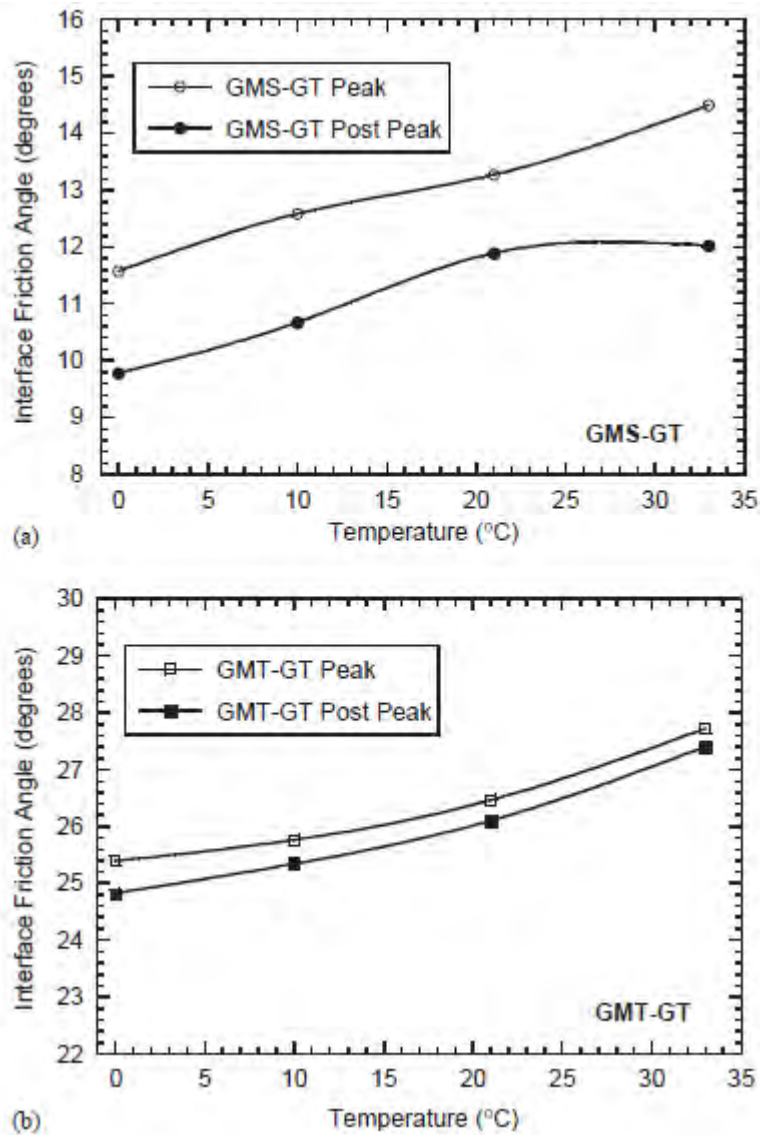 16
15
14
13
12
11
10
9
8
Interface Friction Angle (degrees)
GMS-GT Peak
GMS-GT Post Peak
GMS-GT
0 5 10 15 20 25 30 35
Temperature (°C)
(a)
30
29
28
27
26
25
24
23
22
Interface Friction Angle (degrees)
GMT-GT Peak
GMT-GT Post Peak
GMT-GT
0 5 10 15 20 25 30 35
Temperature (°C)
(b)